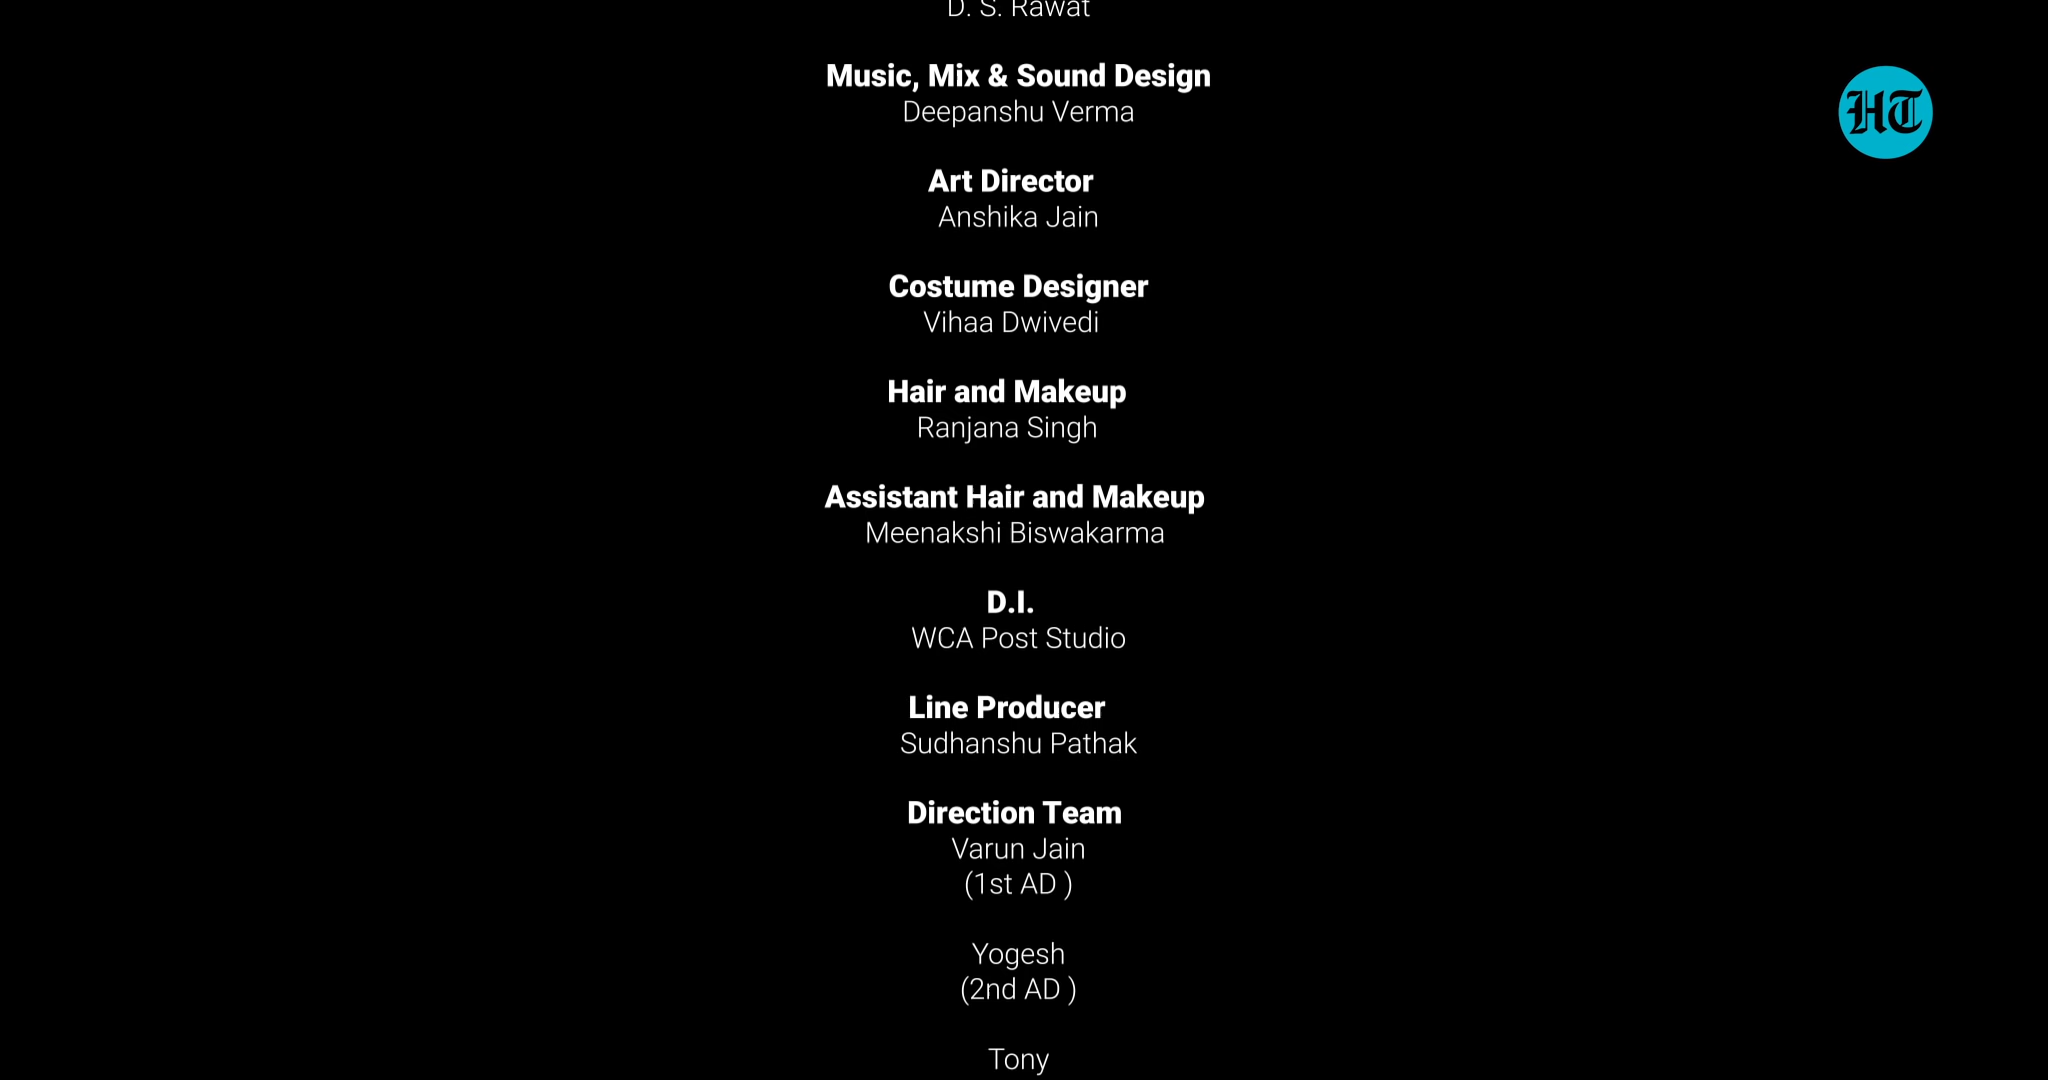 D. S. Rawat
Music, Mix & Sound Design
Deepanshu Verma
HT
Art Director
Anshika Jain
Costume Designer
Vihaa Dwivedi
Hair and Makeup
Ranjana Singh
Assistant Hair and Makeup
Meenakshi Biswakarma
D.I.
WCA Post Studio
Line Producer
Sudhanshu Pathak
Direction Team
Varun Jain
(1st AD )
Yogesh
(2nd AD )
Tony